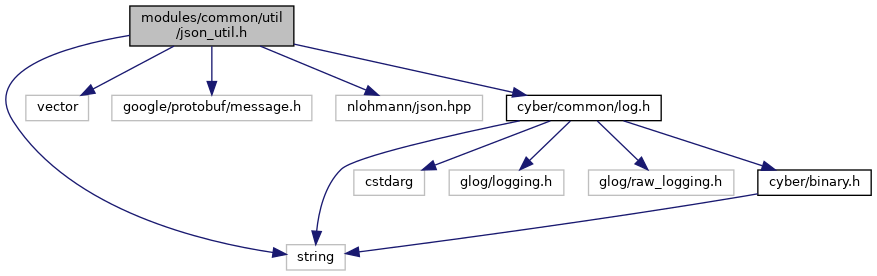 modules/common/util
/json_util.h
vector
google/protobuf/message.h
nlohmann/json.hpp
cyber/common/log.h
cstdarg
glog/logging.h
glog/raw_logging.h
cyber/binary.h
string